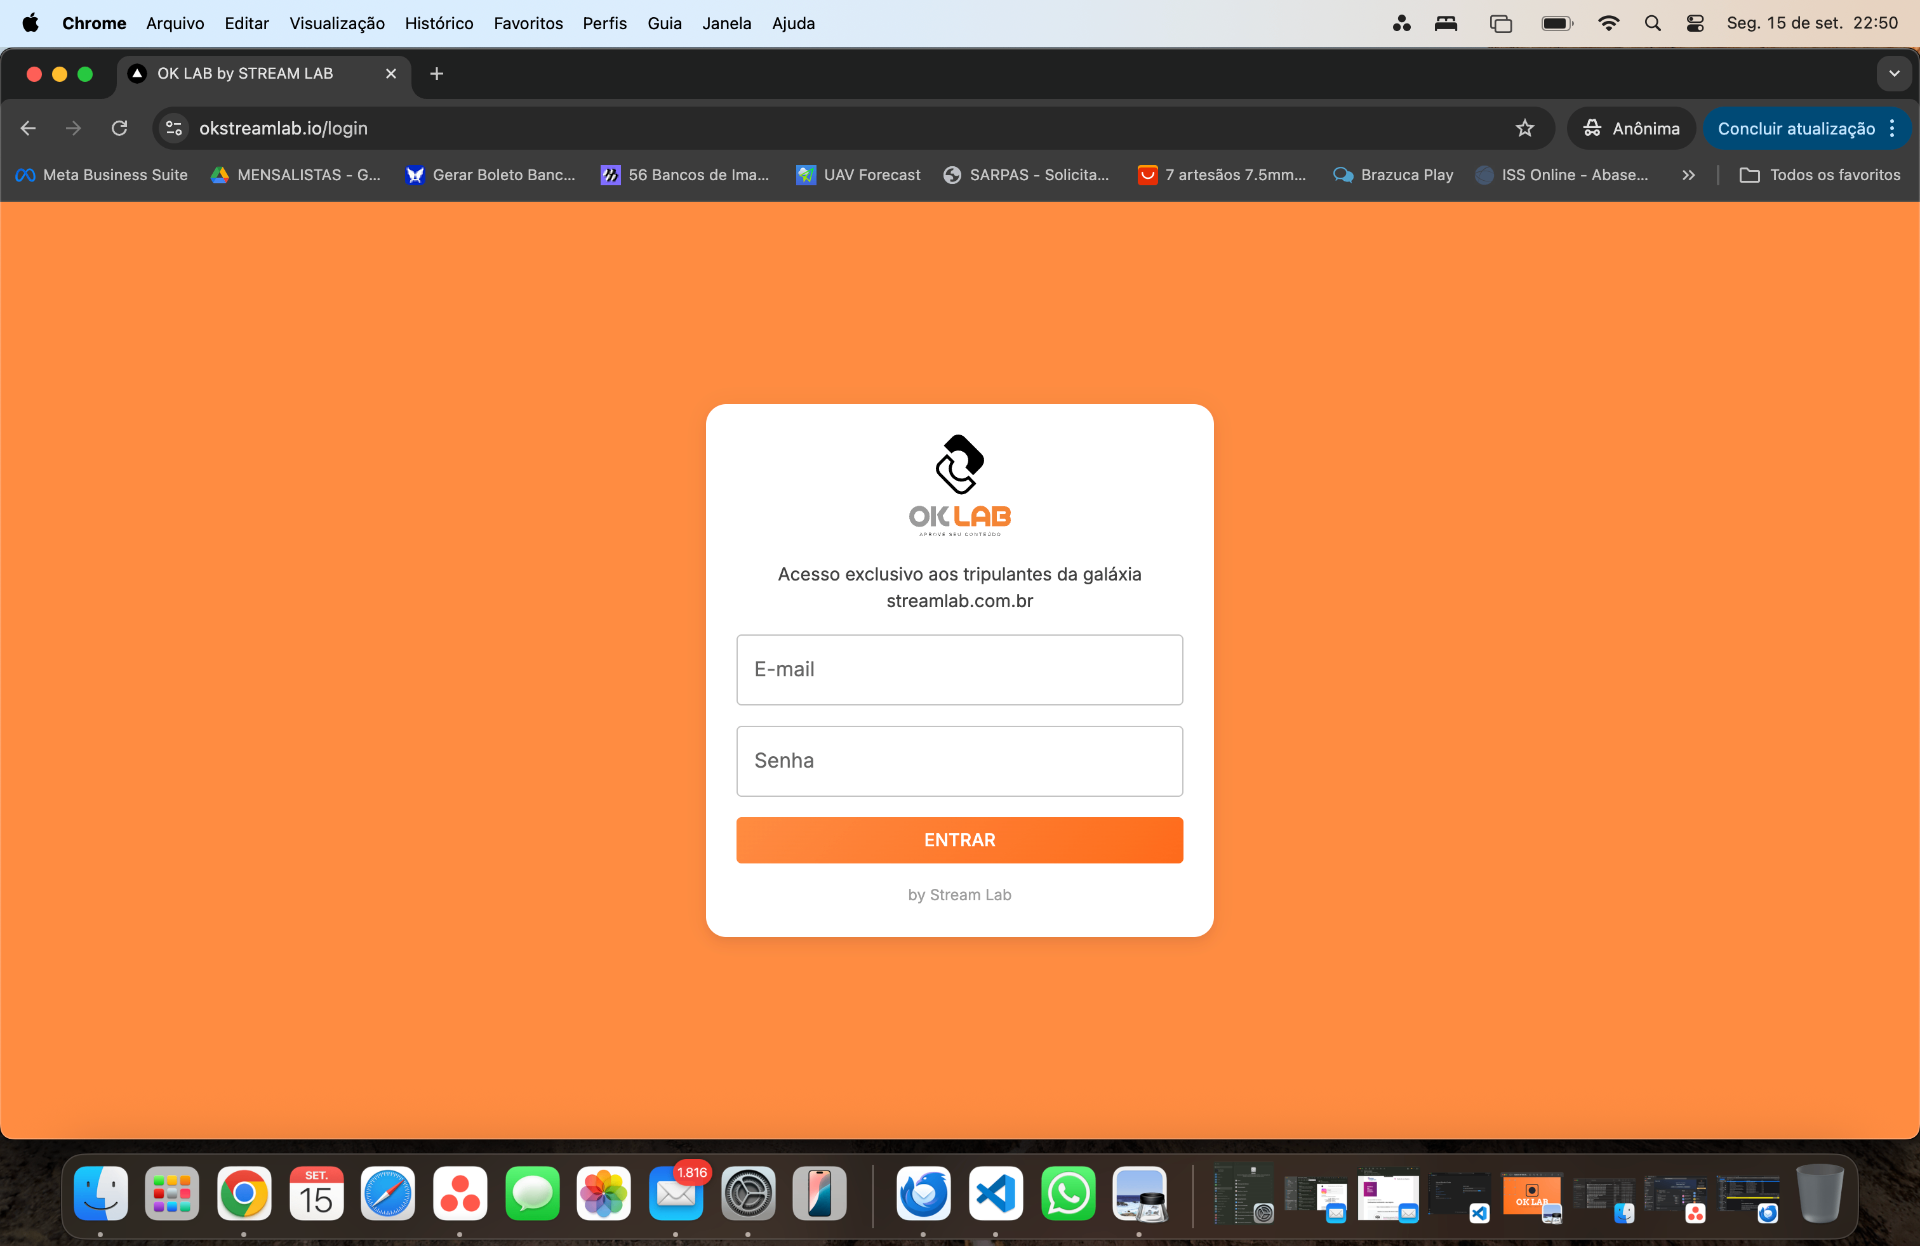 Chrome Arquivo Editar Visualização Histórico Favoritos Perfis Guia Janela Ajuda Seg. 15 de set. 22:50
OK LAB by STREAM LAB
okstreamlab.io/login Anônima Concluir atualização
Meta Business Suite MENSALISTAS - G... Gerar Boleto Banc... 56 Bancos de Ima... UAV Forecast SARPAS - Solicita... 7 artesãos 7.5mm... Brazuca Play ISS Online - Abase... Todos os favoritos
OK LAB
APROVE SEU CONTEÚDO
Acesso exclusivo aos tripulantes da galáxia
streamlab.com.br
E-mail
Senha
ENTRAR
by Stream Lab
SET.
15
1.816
OK LAB